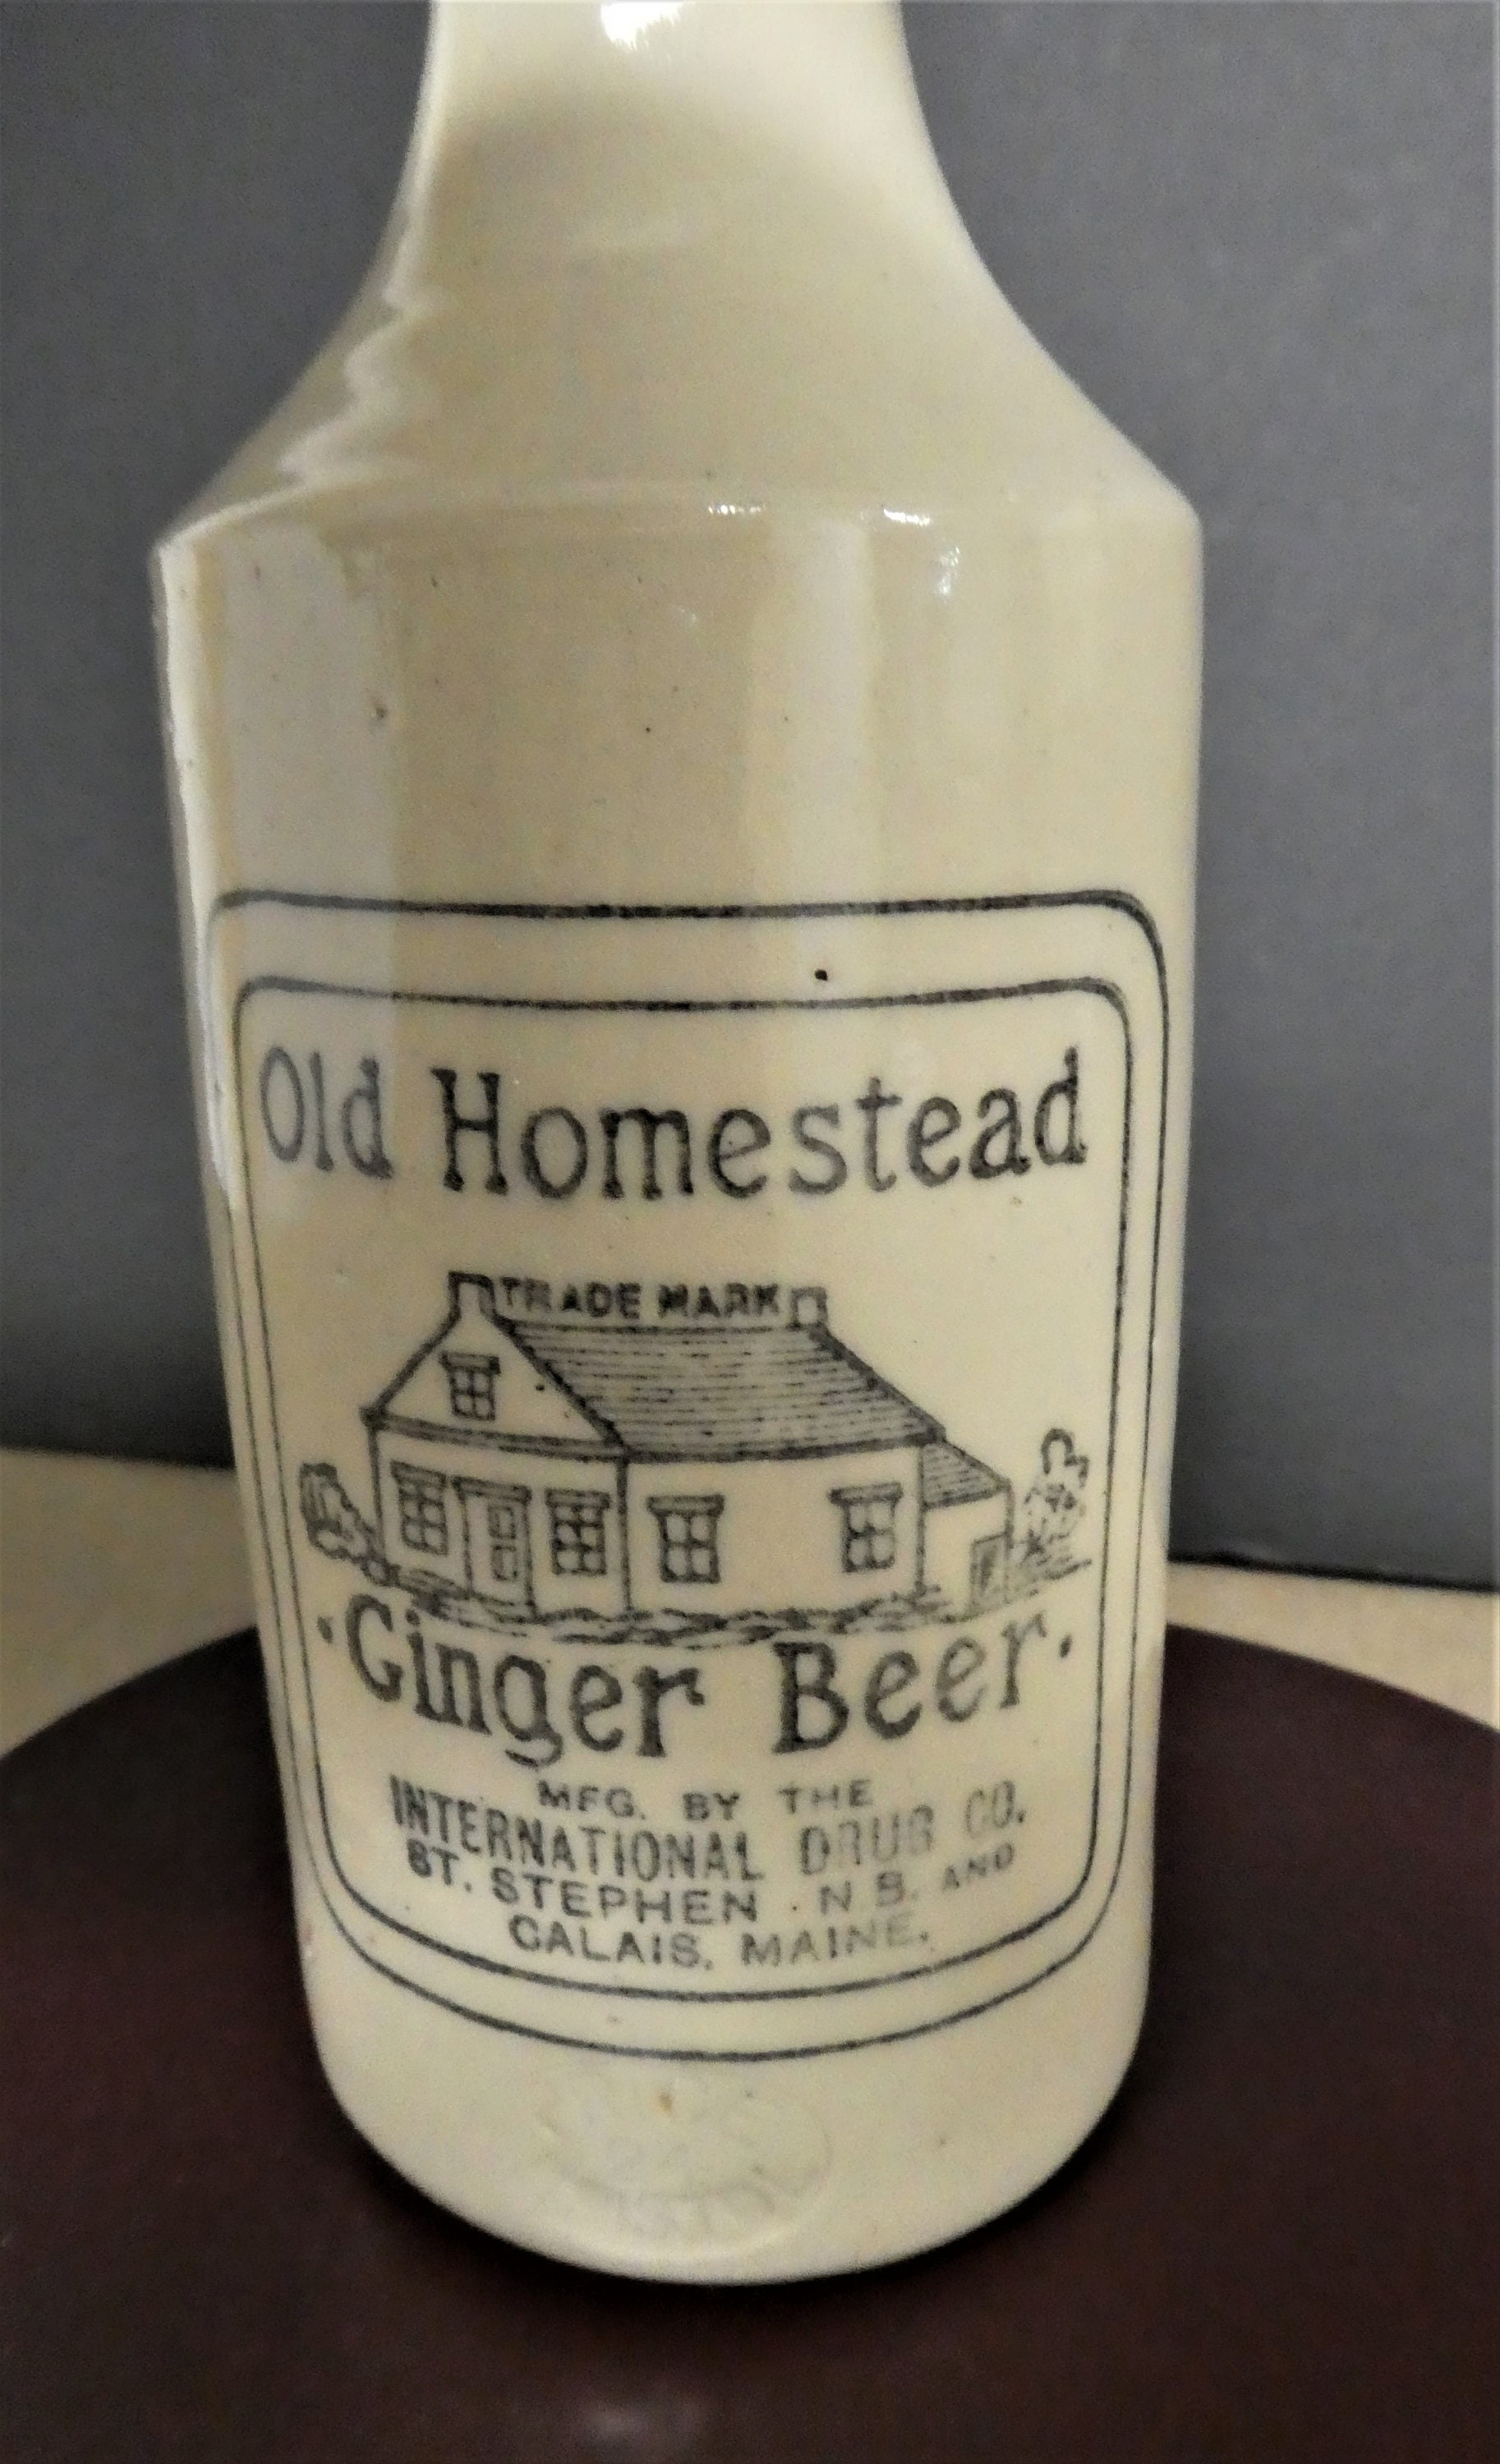 Old Homestead
TRADE MARK
·Ginger Beer·
MFG. BY THE
INTERNATIONAL DRUG CO.
ST. STEPHEN · N B. AND
CALAIS, MAINE.